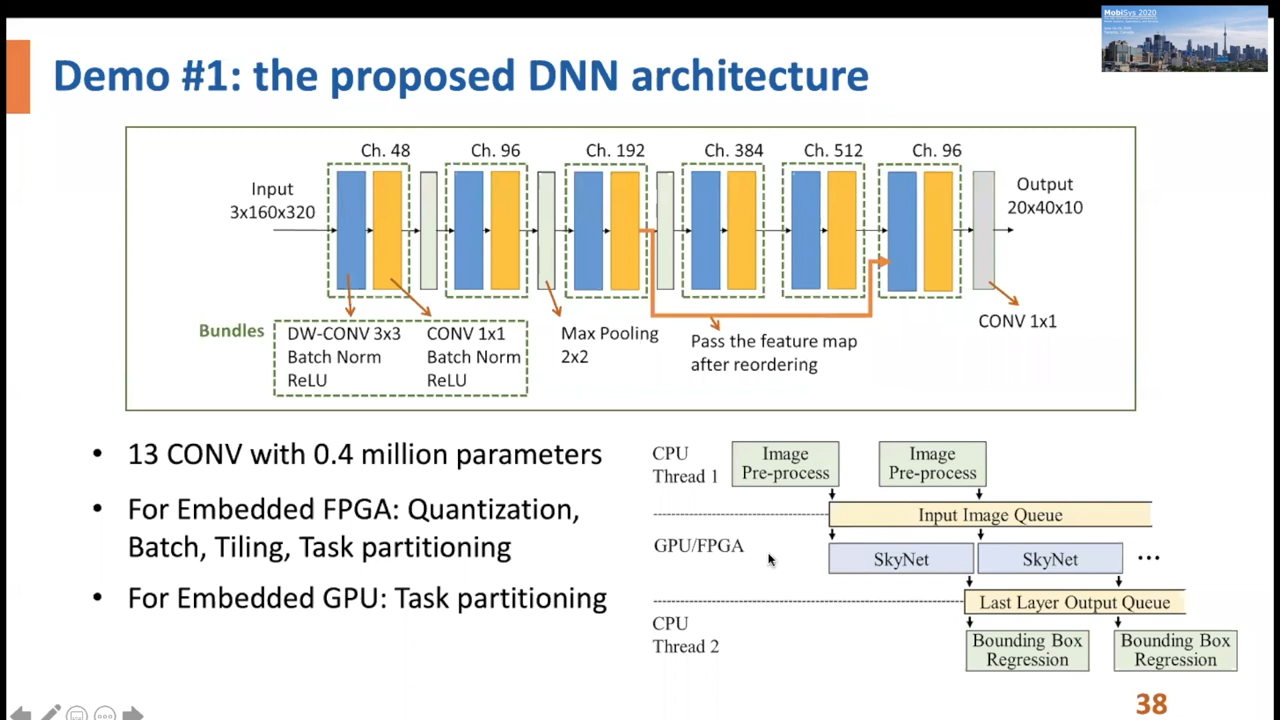 MobiSys 2020
Demo #1: the proposed DNN architecture
Ch. 48
Ch. 96
Ch. 192
Ch. 384
Ch. 512
Ch. 96
Input
3x160x320
Output
20x40x10
Bundles
DW-CONV 3x3
Batch Norm
ReLU
CONV 1x1
Batch Norm
ReLU
Max Pooling
2x2
Pass the feature map
after reordering
CONV 1x1
• 13 CONV with 0.4 million parameters
• For Embedded FPGA: Quantization,
Batch, Tiling, Task partitioning
• For Embedded GPU: Task partitioning
CPU
Thread 1
Image
Pre-process
Image
Pre-process
Input Image Queue
GPU/FPGA
SkyNet
SkyNet
...
Last Layer Output Queue
CPU
Thread 2
Bounding Box
Regression
Bounding Box
Regression
38